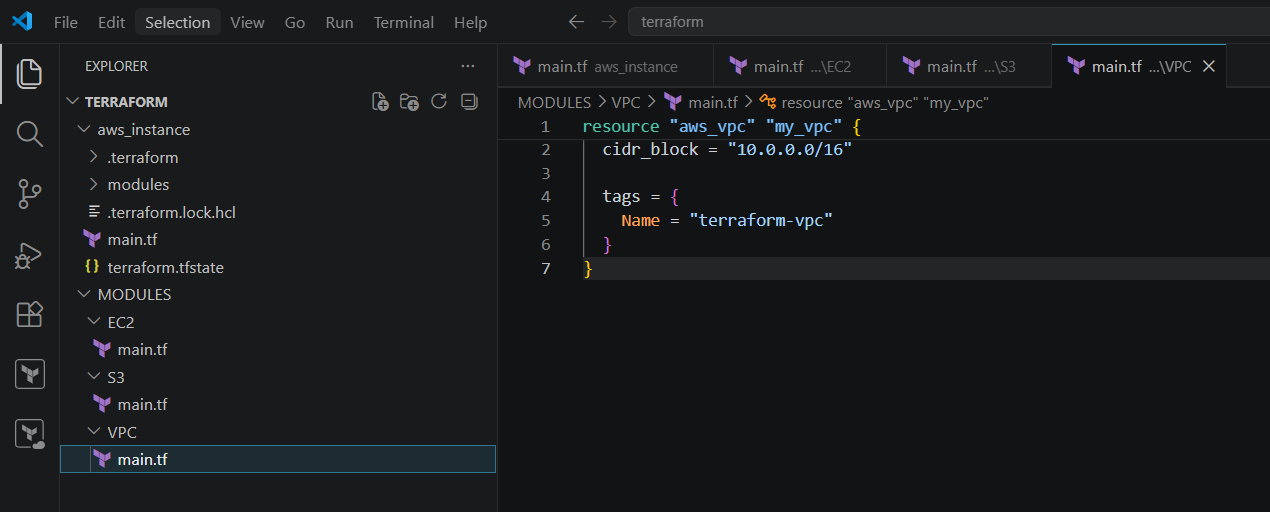 File Edit Selection View Go Run Terminal Help terraform
EXPLORER ...
TERRAFORM
aws_instance
.terraform
modules
.terraform.lock.hcl
main.tf
{} terraform.tfstate
MODULES
EC2
main.tf
S3
main.tf
VPC
main.tf
main.tf aws_instance main.tf ...\EC2 main.tf ...\S3 main.tf ...\VPC
MODULES > VPC > main.tf > resource "aws_vpc" "my_vpc"
1 resource "aws_vpc" "my_vpc" {
2 cidr_block = "10.0.0.0/16"
3
4 tags = {
5 Name = "terraform-vpc"
6 }
7 }